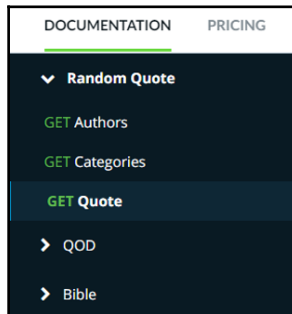 DOCUMENTATION PRICING
Random Quote
GET Authors
GET Categories
GET Quote
QOD
Bible